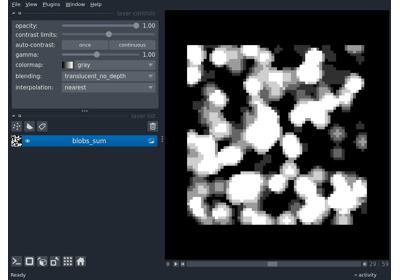 File View Plugins Window Help
layer controls
opacity: 1.00
contrast limits:
auto-contrast: once continuous
gamma: 1.00
colormap: gray
blending: translucent_no_depth
interpolation: nearest
layer list
blobs_sum
29 59
Ready
activity